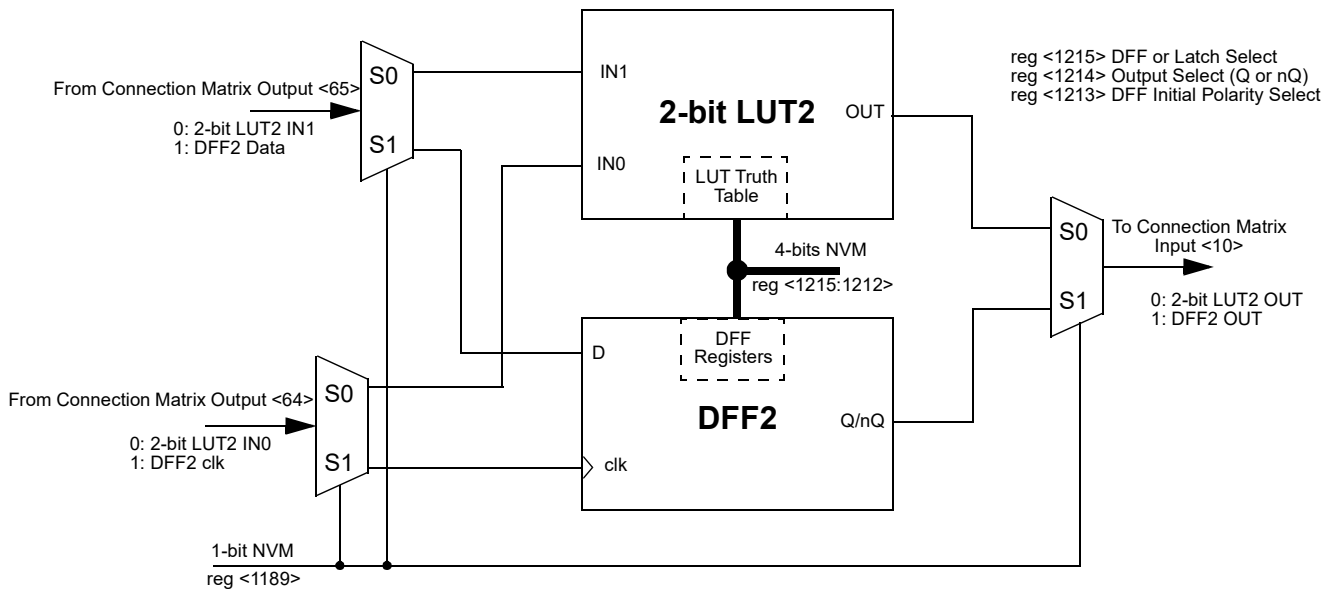 reg <1215> DFF or Latch Select
reg <1214> Output Select (Q or nQ)
reg <1213> DFF Initial Polarity Select
From Connection Matrix Output <65>
0: 2-bit LUT2 IN1
1: DFF2 Data
S0
S1
IN1
IN0
2-bit LUT2
OUT
LUT Truth
Table
4-bits NVM
reg <1215:1212>
S0
S1
To Connection Matrix
Input <10>
0: 2-bit LUT2 OUT
1: DFF2 OUT
From Connection Matrix Output <64>
0: 2-bit LUT2 IN0
1: DFF2 clk
S0
S1
D
clk
DFF
Registers
DFF2
Q/nQ
1-bit NVM
reg <1189>